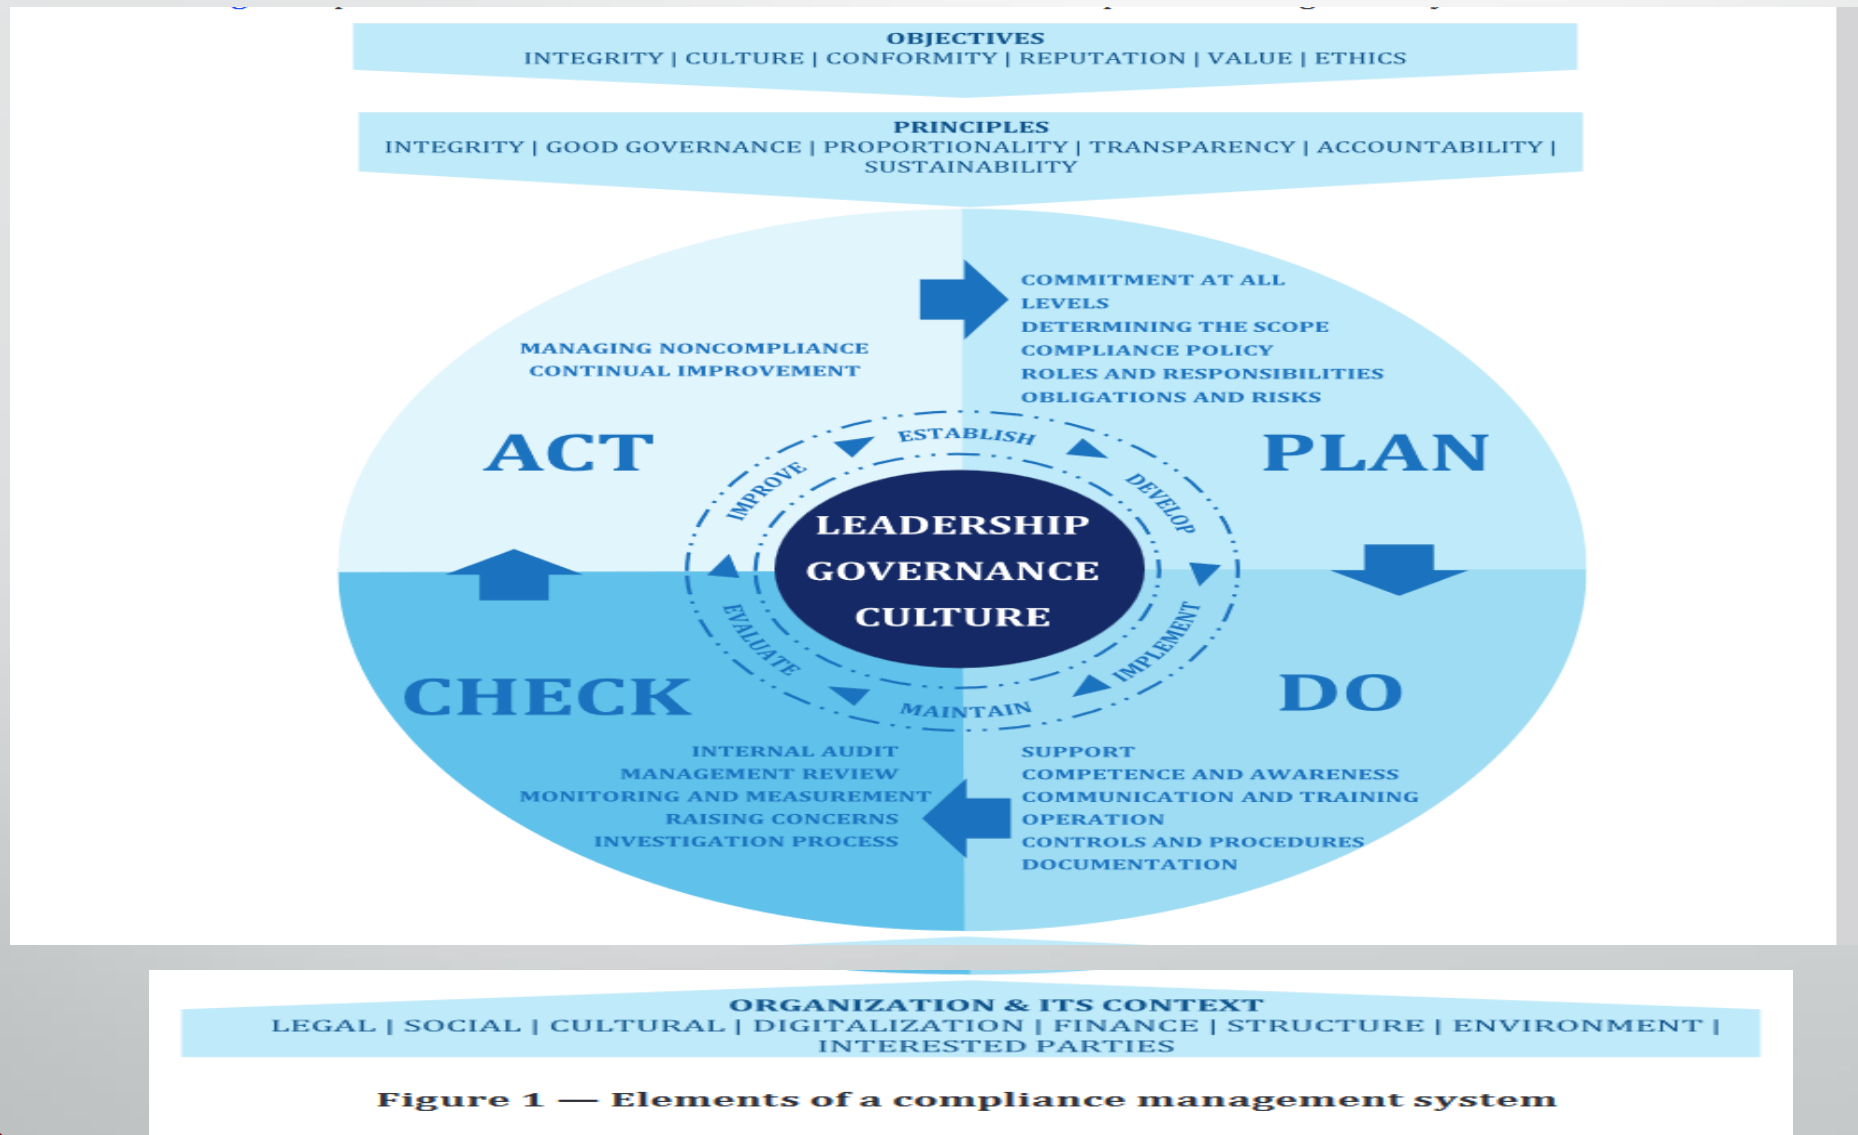 OBJECTIVES
INTEGRITY | CULTURE | CONFORMITY | REPUTATION | VALUE | ETHICS
PRINCIPLES
INTEGRITY | GOOD GOVERNANCE | PROPORTIONALITY | TRANSPARENCY | ACCOUNTABILITY |
SUSTAINABILITY
MANAGING NONCOMPLIANCE
CONTINUAL IMPROVEMENT
ACT
COMMITMENT AT ALL
LEVELS
DETERMINING THE SCOPE
COMPLIANCE POLICY
ROLES AND RESPONSIBILITIES
OBLIGATIONS AND RISKS
PLAN
ESTABLISH
DEVELOP
IMPLEMENT
MAINTAIN
EVALUATE
IMPROVE
LEADERSHIP
GOVERNANCE
CULTURE
CHECK
INTERNAL AUDIT
MANAGEMENT REVIEW
MONITORING AND MEASUREMENT
RAISING CONCERNS
INVESTIGATION PROCESS
DO
SUPPORT
COMPETENCE AND AWARENESS
COMMUNICATION AND TRAINING
OPERATION
CONTROLS AND PROCEDURES
DOCUMENTATION
ORGANIZATION & ITS CONTEXT
LEGAL | SOCIAL | CULTURAL | DIGITALIZATION | FINANCE | STRUCTURE | ENVIRONMENT |
INTERESTED PARTIES
Figure 1 — Elements of a compliance management system